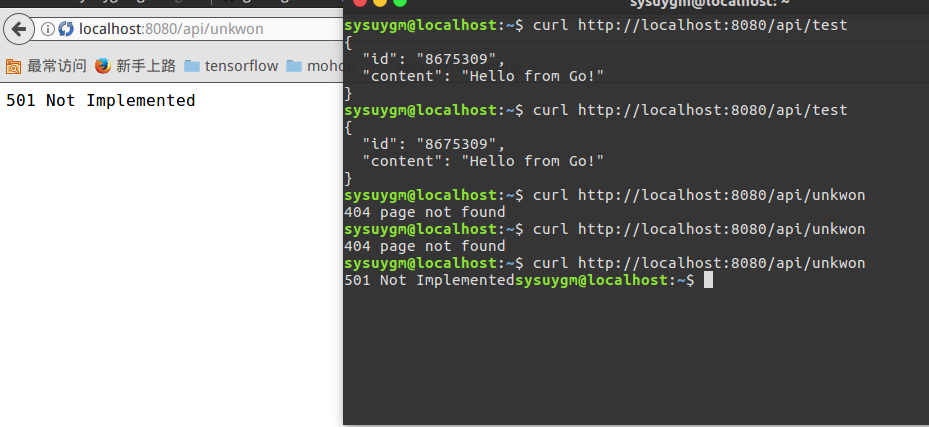 sysuygm@localhost: ~
localhost:8080/api/unkwon
最常访问 新手上路 tensorflow
501 Not Implemented
sysuygm@localhost:~$ curl http://localhost:8080/api/test
{
  "id": "8675309",
  "content": "Hello from Go!"
}
sysuygm@localhost:~$ curl http://localhost:8080/api/test
{
  "id": "8675309",
  "content": "Hello from Go!"
}
sysuygm@localhost:~$ curl http://localhost:8080/api/unkwon
404 page not found
sysuygm@localhost:~$ curl http://localhost:8080/api/unkwon
404 page not found
sysuygm@localhost:~$ curl http://localhost:8080/api/unkwon
501 Not Implementedsysuygm@localhost:~$